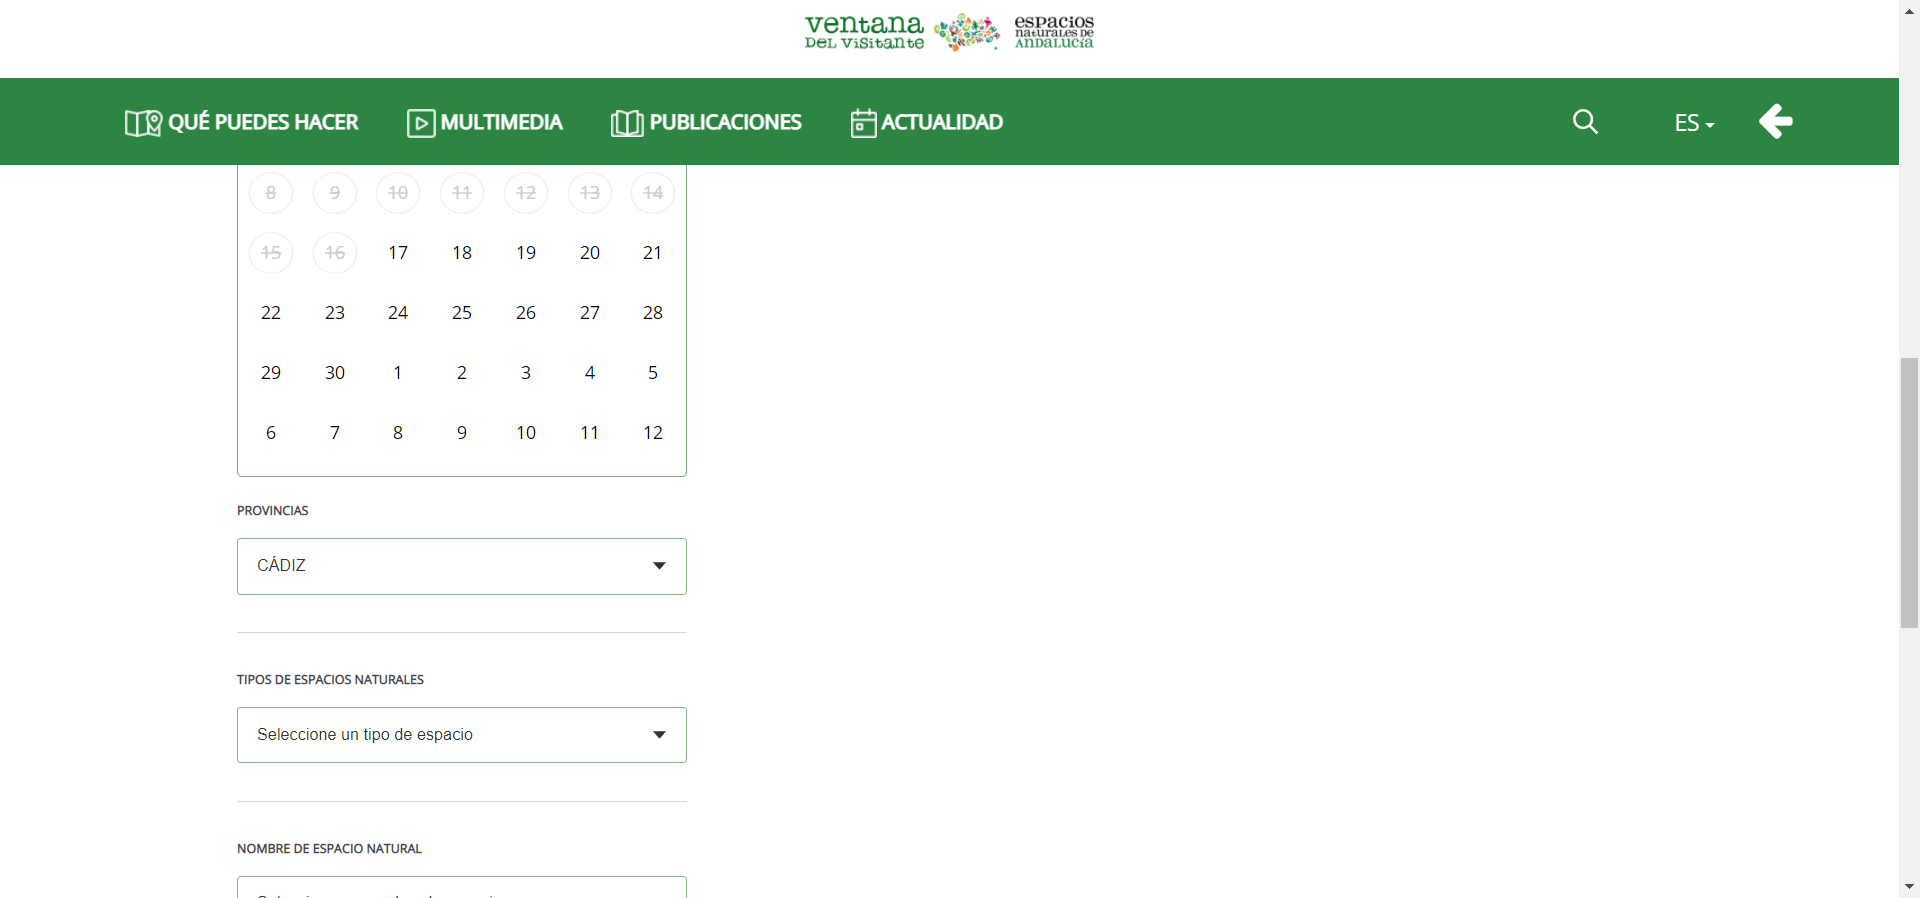 ventana
DEL VISITANTE
espacios
naturales de
ANDALUCÍA
QUÉ PUEDES HACER
MULTIMEDIA
PUBLICACIONES
ACTUALIDAD
ES
8 9 10 11 12 13 14
15 16 17 18 19 20 21
22 23 24 25 26 27 28
29 30 1 2 3 4 5
6 7 8 9 10 11 12
PROVINCIAS
CÁDIZ
TIPOS DE ESPACIOS NATURALES
Seleccione un tipo de espacio
NOMBRE DE ESPACIO NATURAL